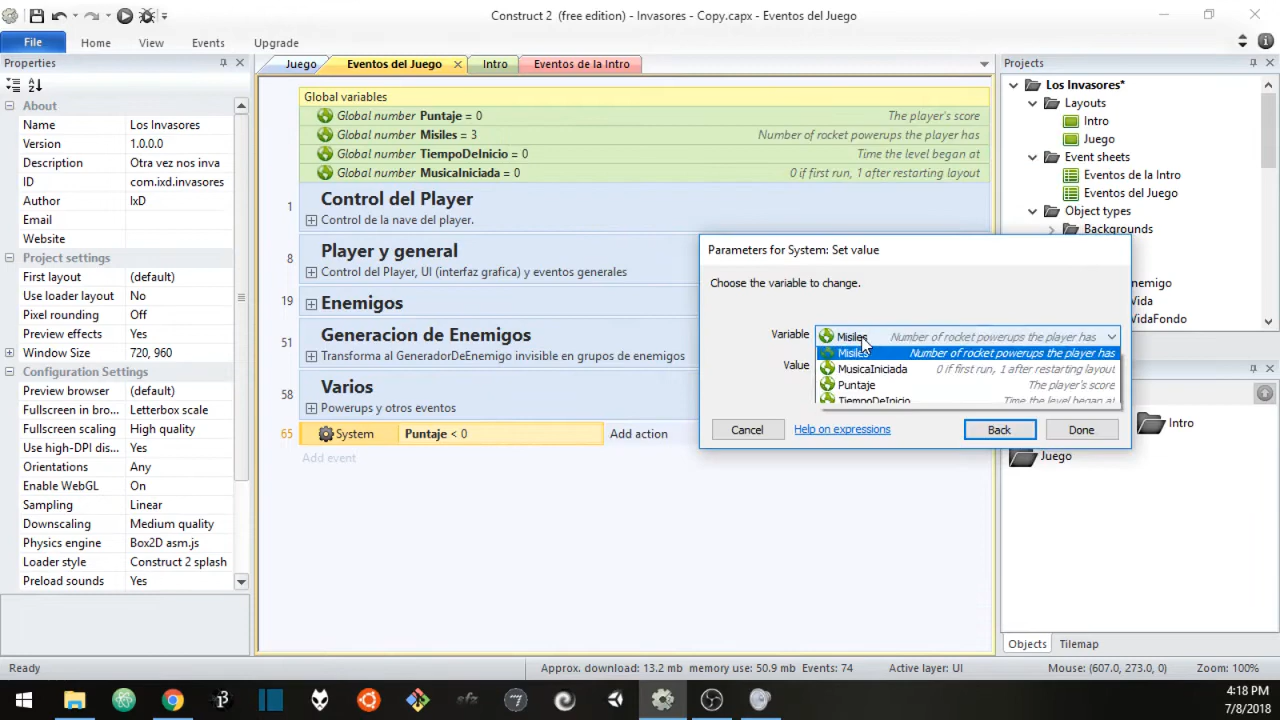 Construct 2 (free edition) - Invasores - Copy.capx - Eventos del Juego
File
Home
View
Events
Upgrade
Properties
About
Name Los Invasores
Version 1.0.0.0
Description Otra vez nos inva
ID com.ixd.invasores
Author IxD
Email
Website
Project settings
First layout (default)
Use loader layout No
Pixel rounding Off
Preview effects Yes
Window Size 720, 960
Configuration Settings
Preview browser (default)
Fullscreen in bro... Letterbox scale
Fullscreen scaling High quality
Use high-DPI dis... Yes
Orientations Any
Enable WebGL On
Sampling Linear
Downscaling Medium quality
Physics engine Box2D asm.js
Loader style Construct 2 splash
Preload sounds Yes
Juego
Eventos del Juego
Intro
Eventos de la Intro
Global variables
Global number Puntaje = 0 The player's score
Global number Misiles = 3 Number of rocket powerups the player has
Global number TiempoDeInicio = 0 Time the level began at
Global number MusicaIniciada = 0 0 if first run, 1 after restarting layout
1 Control del Player
Control de la nave del player.
8 Player y general
Control del Player, UI (interfaz grafica) y eventos generales
19 Enemigos
51 Generacion de Enemigos
Transforma al GeneradorDeEnemigo invisible en grupos de enemigos
58 Varios
Powerups y otros eventos
65 System Puntaje < 0 Add action
Add event
Parameters for System: Set value
Choose the variable to change.
Variable Misiles Number of rocket powerups the player has
Misiles Number of rocket powerups the player has
Value
MusicaIniciada 0 if first run, 1 after restarting layout
Puntaje The player's score
TiempoDeInicio Time the level began at
Cancel
Help on expressions
Back
Done
Projects
Los Invasores*
Layouts
Intro
Juego
Event sheets
Eventos de la Intro
Eventos del Juego
Object types
Backgrounds
emigo
Vida
VidaFondo
Intro
Juego
Objects
Tilemap
Ready
Approx. download: 13.2 mb memory use: 50.9 mb Events: 74
Active layer: UI
Mouse: (607.0, 273.0, 0)
Zoom: 100%
4:18 PM
7/8/2018